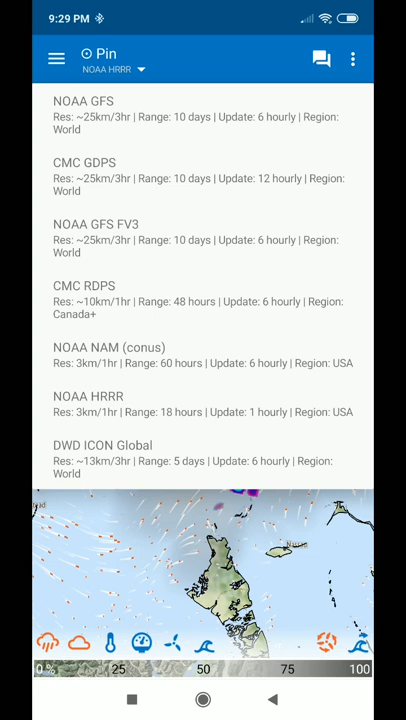 9:29 PM
Pin
NOAA HRRR
NOAA GFS
Res: ~25km/3hr | Range: 10 days | Update: 6 hourly | Region:
World
CMC GDPS
Res: ~25km/3hr | Range: 10 days | Update: 12 hourly | Region:
World
NOAA GFS FV3
Res: ~25km/3hr | Range: 10 days | Update: 6 hourly | Region:
World
CMC RDPS
Res: ~10km/1hr | Range: 48 hours | Update: 6 hourly | Region:
Canada+
NOAA NAM (conus)
Res: 3km/1hr | Range: 60 hours | Update: 6 hourly | Region: USA
NOAA HRRR
Res: 3km/1hr | Range: 18 hours | Update: 1 hourly | Region: USA
DWD ICON Global
Res: ~13km/3hr | Range: 5 days | Update: 6 hourly | Region:
World
0 % 25 50 75 100